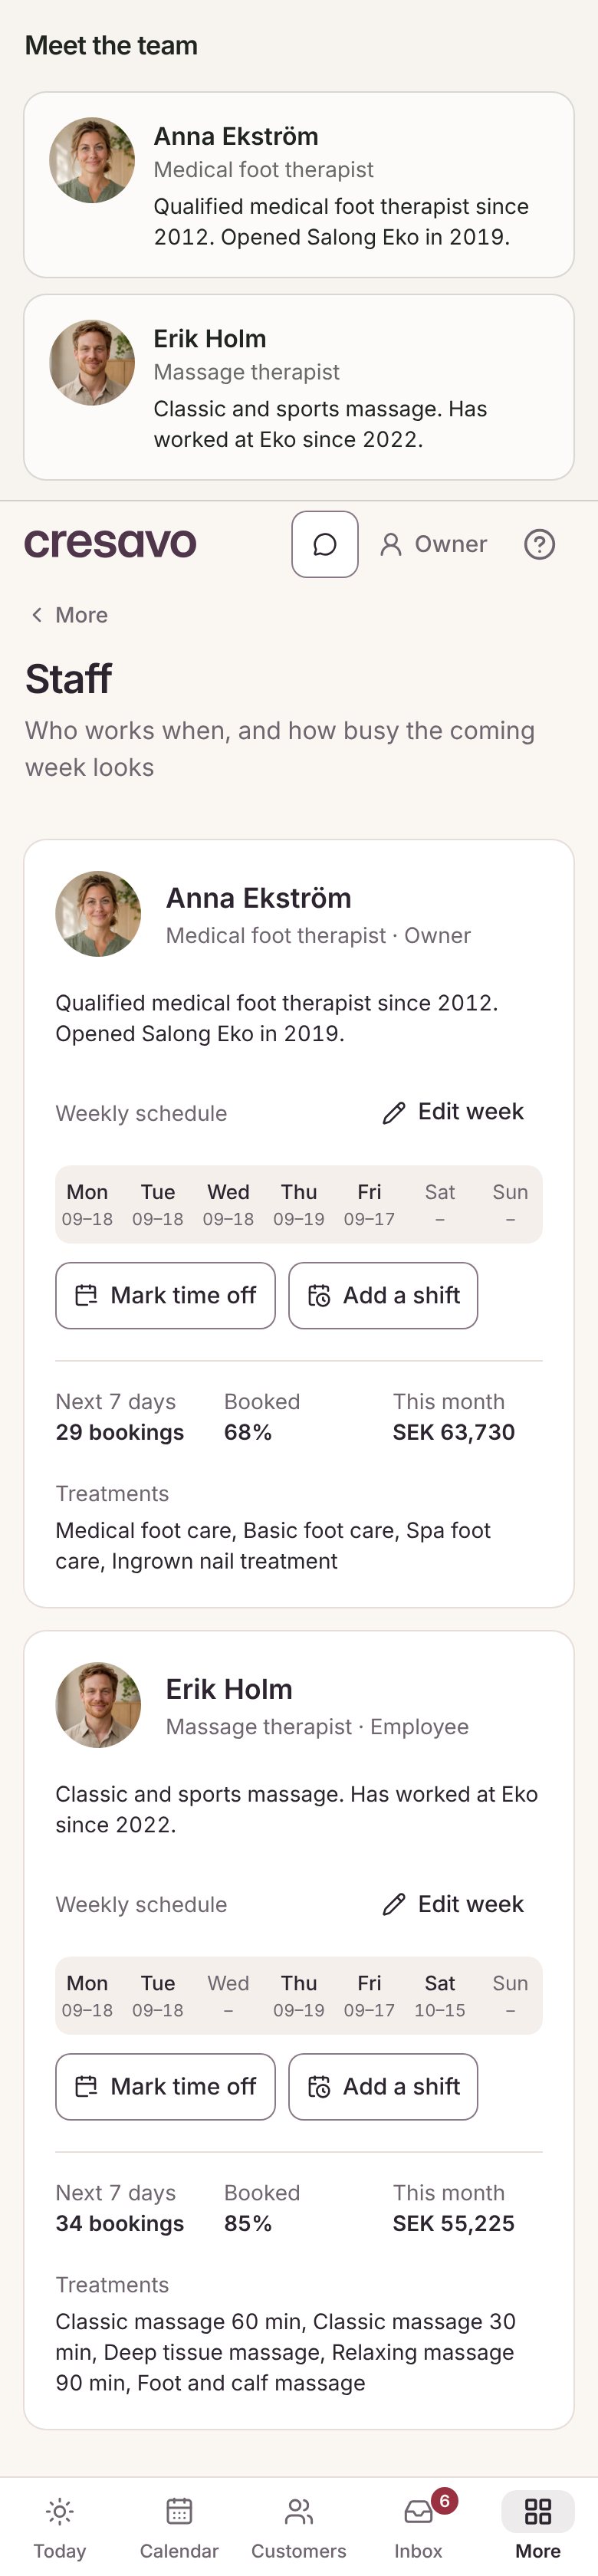 Meet the team
Anna Ekström
Medical foot therapist
Qualified medical foot therapist since
2012. Opened Salong Eko in 2019.
Erik Holm
Massage therapist
Classic and sports massage. Has
worked at Eko since 2022.
cresavo
Owner
More
Staff
Who works when, and how busy the coming
week looks
Anna Ekström
Medical foot therapist · Owner
Qualified medical foot therapist since 2012.
Opened Salong Eko in 2019.
Weekly schedule Edit week
Mon Tue Wed Thu Fri Sat Sun
09–18 09–18 09–18 09–19 09–17 – –
Mark time off Add a shift
Next 7 days Booked This month
29 bookings 68% SEK 63,730
Treatments
Medical foot care, Basic foot care, Spa foot
care, Ingrown nail treatment
Erik Holm
Massage therapist · Employee
Classic and sports massage. Has worked at Eko
since 2022.
Weekly schedule Edit week
Mon Tue Wed Thu Fri Sat Sun
09–18 09–18 – 09–19 09–17 10–15 –
Mark time off Add a shift
Next 7 days Booked This month
34 bookings 85% SEK 55,225
Treatments
Classic massage 60 min, Classic massage 30
min, Deep tissue massage, Relaxing massage
90 min, Foot and calf massage
6
Today Calendar Customers Inbox More